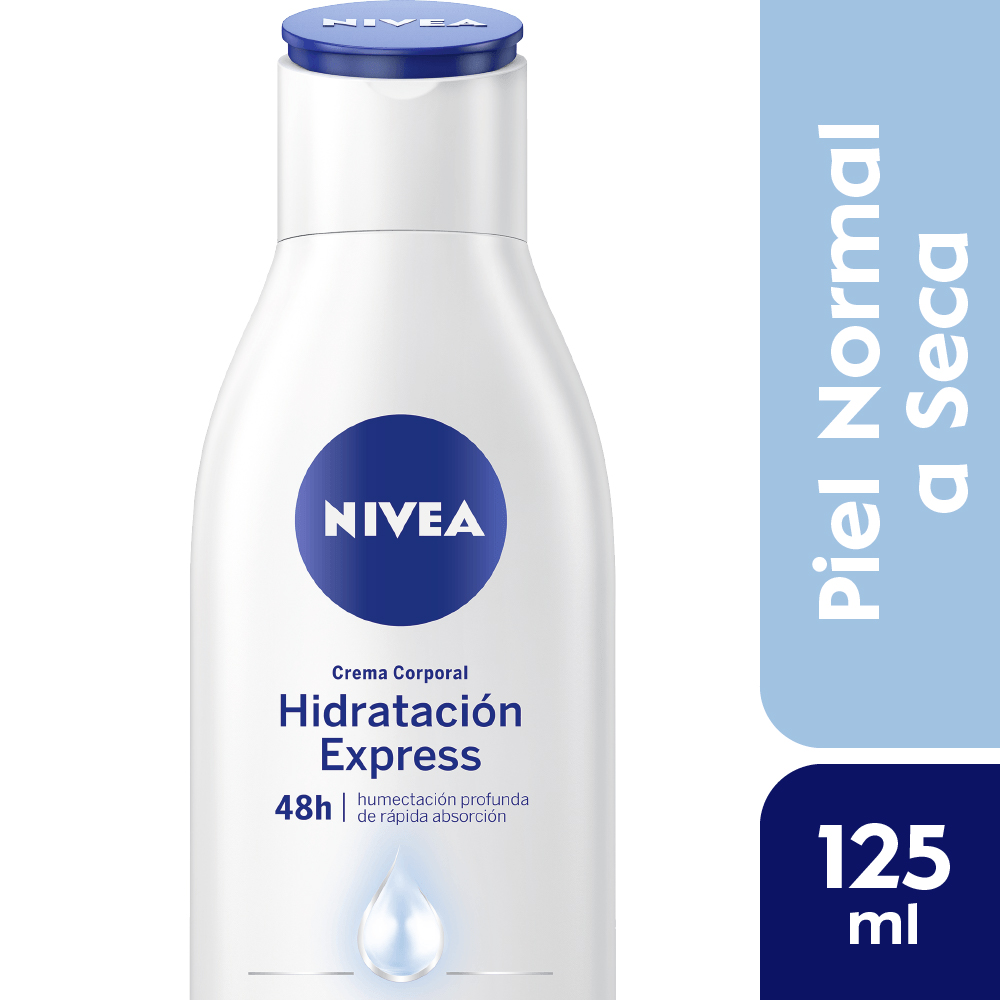 NIVEA
NIVEA
Crema Corporal
Hidratación
Express
48h
humectación profunda
de rápida absorción
Piel Normal
a Seca
125
ml